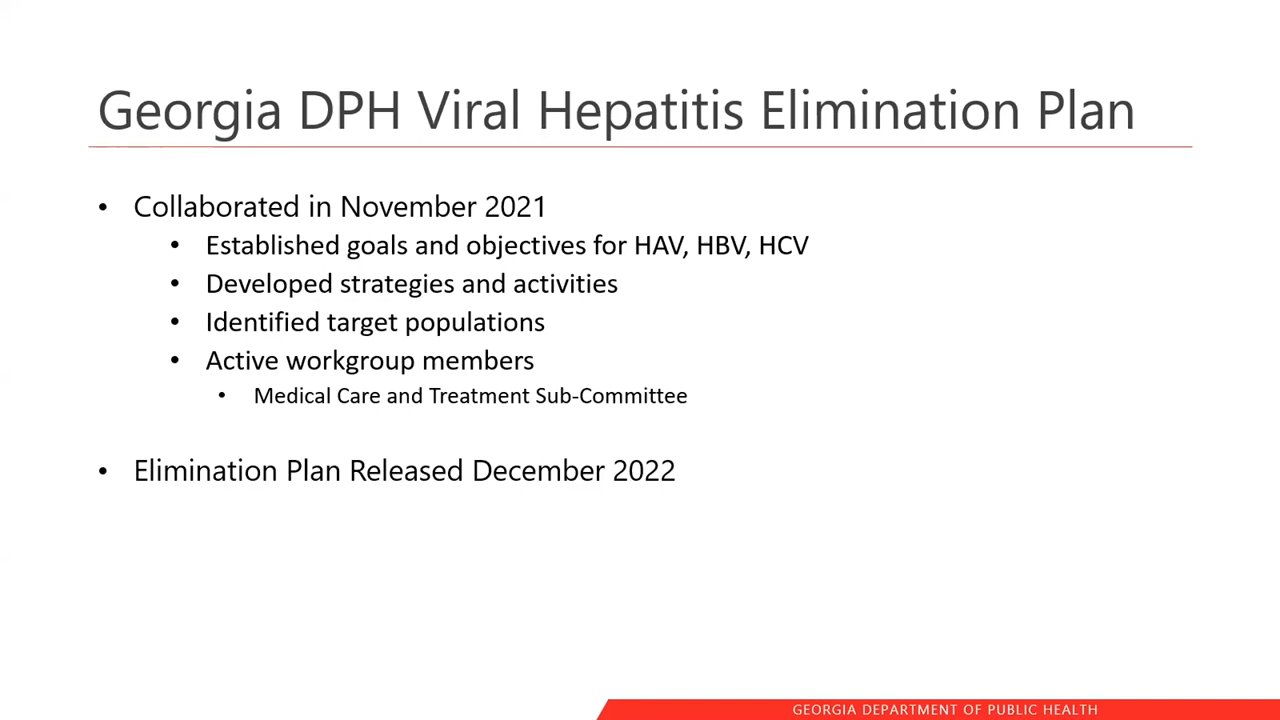 Georgia DPH Viral Hepatitis Elimination Plan
• Collaborated in November 2021
• Established goals and objectives for HAV, HBV, HCV
• Developed strategies and activities
• Identified target populations
• Active workgroup members
• Medical Care and Treatment Sub-Committee
• Elimination Plan Released December 2022
GEORGIA DEPARTMENT OF PUBLIC HEALTH